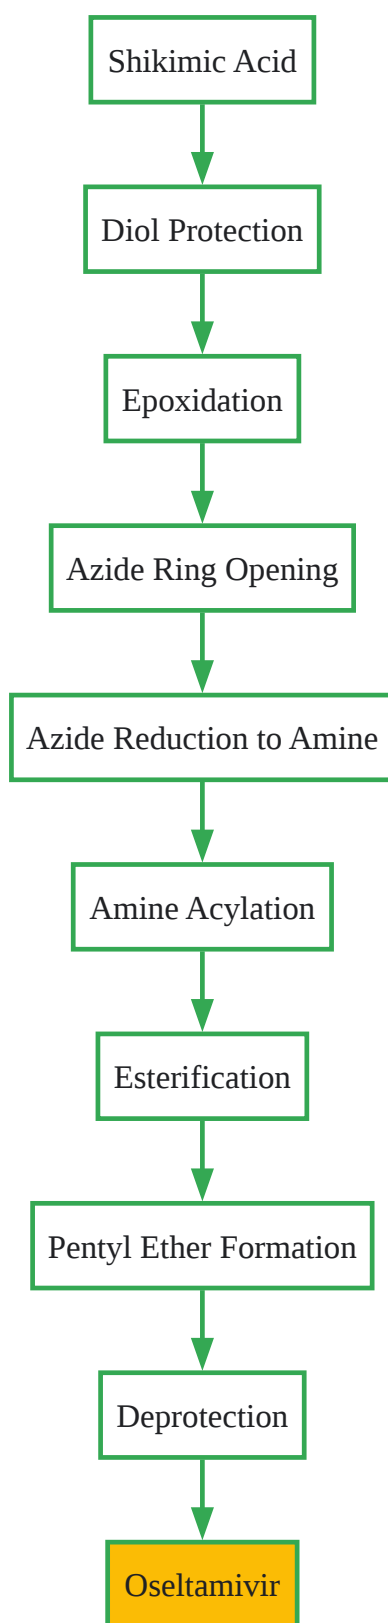 Shikimic Acid
Diol Protection
Epoxidation
Azide Ring Opening
Azide Reduction to Amine
Amine Acylation
Esterification
Pentyl Ether Formation
Deprotection
Oseltamivir